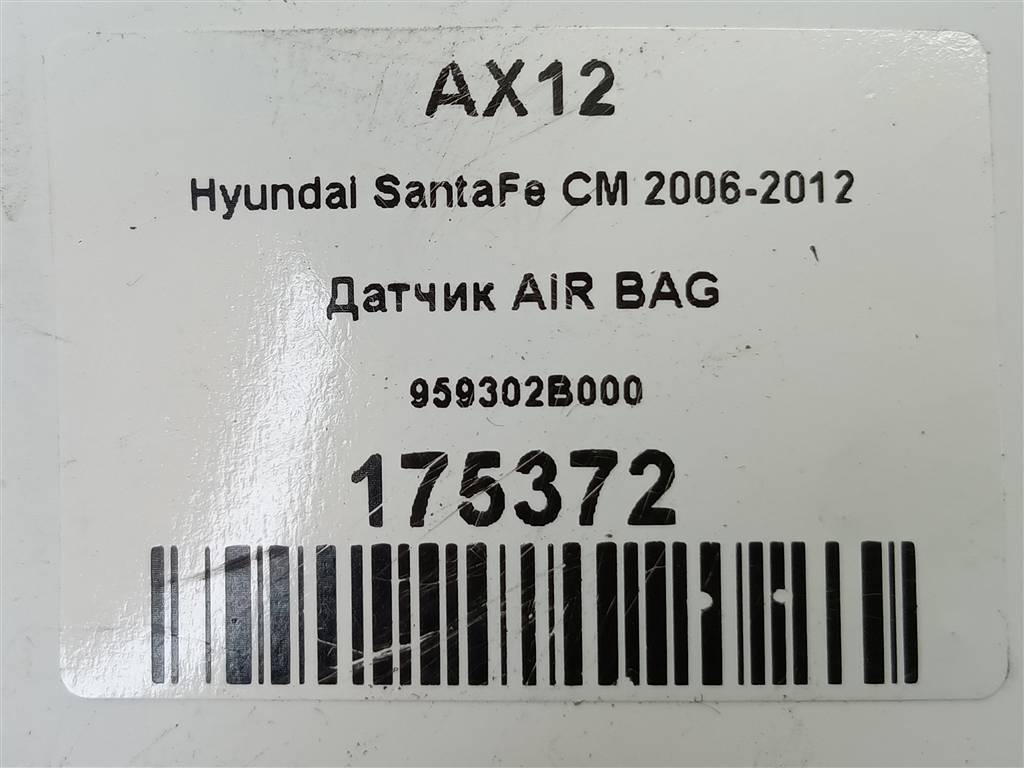 AX12
Hyundai SantaFe CM 2006-2012
Датчик AIR BAG
959302B000
175372